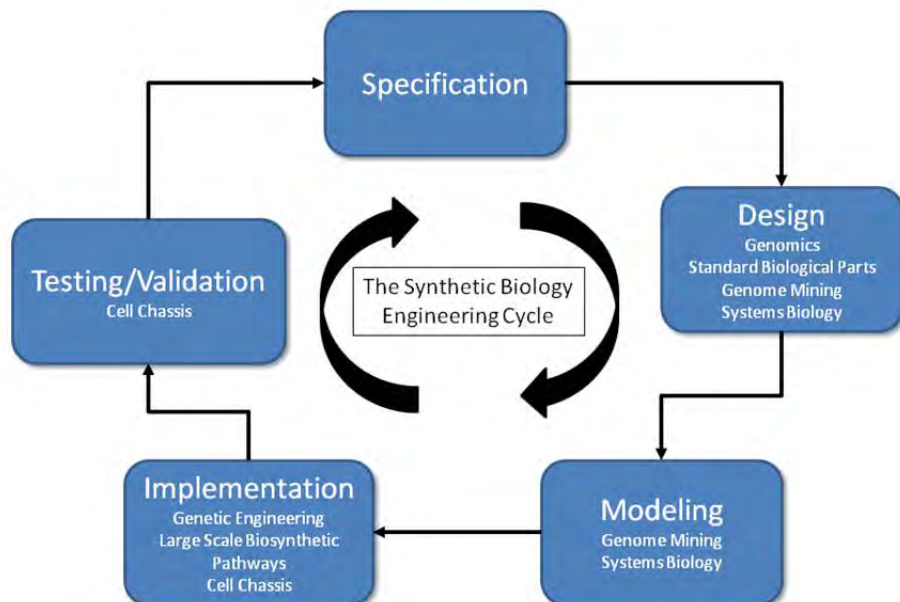 Specification
Design
Genomics
Standard Biological Parts
Genome Mining
Systems Biology
Testing/Validation
Cell Chassis
The Synthetic Biology
Engineering Cycle
Implementation
Genetic Engineering
Large Scale Biosynthetic
Pathways
Cell Chassis
Modeling
Genome Mining
Systems Biology